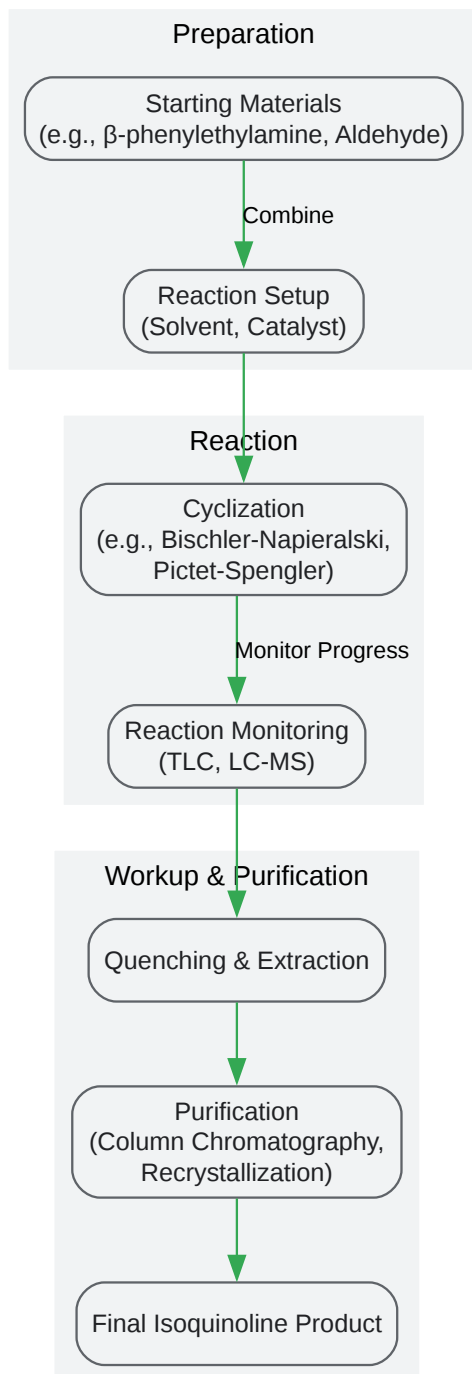 Preparation
Starting Materials
(e.g., β-phenylethylamine, Aldehyde)
Combine
Reaction Setup
(Solvent, Catalyst)
Reaction
Cyclization
(e.g., Bischler-Napieralski,
Pictet-Spengler)
Monitor Progress
Reaction Monitoring
(TLC, LC-MS)
Workup & Purification
Quenching & Extraction
Purification
(Column Chromatography,
Recrystallization)
Final Isoquinoline Product